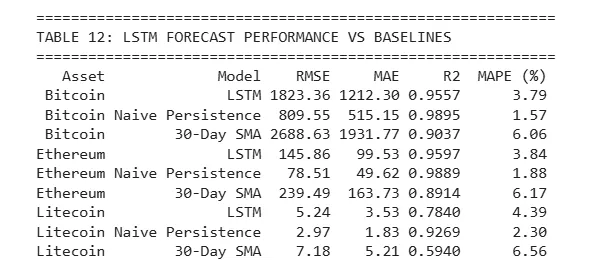 ============================================================
TABLE 12: LSTM FORECAST PERFORMANCE VS BASELINES
============================================================
Asset Model RMSE MAE R2 MAPE (%)
Bitcoin LSTM 1823.36 1212.30 0.9557 3.79
Bitcoin Naive Persistence 809.55 515.15 0.9895 1.57
Bitcoin 30-Day SMA 2688.63 1931.77 0.9037 6.06
Ethereum LSTM 145.86 99.53 0.9597 3.84
Ethereum Naive Persistence 78.51 49.62 0.9889 1.88
Ethereum 30-Day SMA 239.49 163.73 0.8914 6.17
Litecoin LSTM 5.24 3.53 0.7840 4.39
Litecoin Naive Persistence 2.97 1.83 0.9269 2.30
Litecoin 30-Day SMA 7.18 5.21 0.5940 6.56